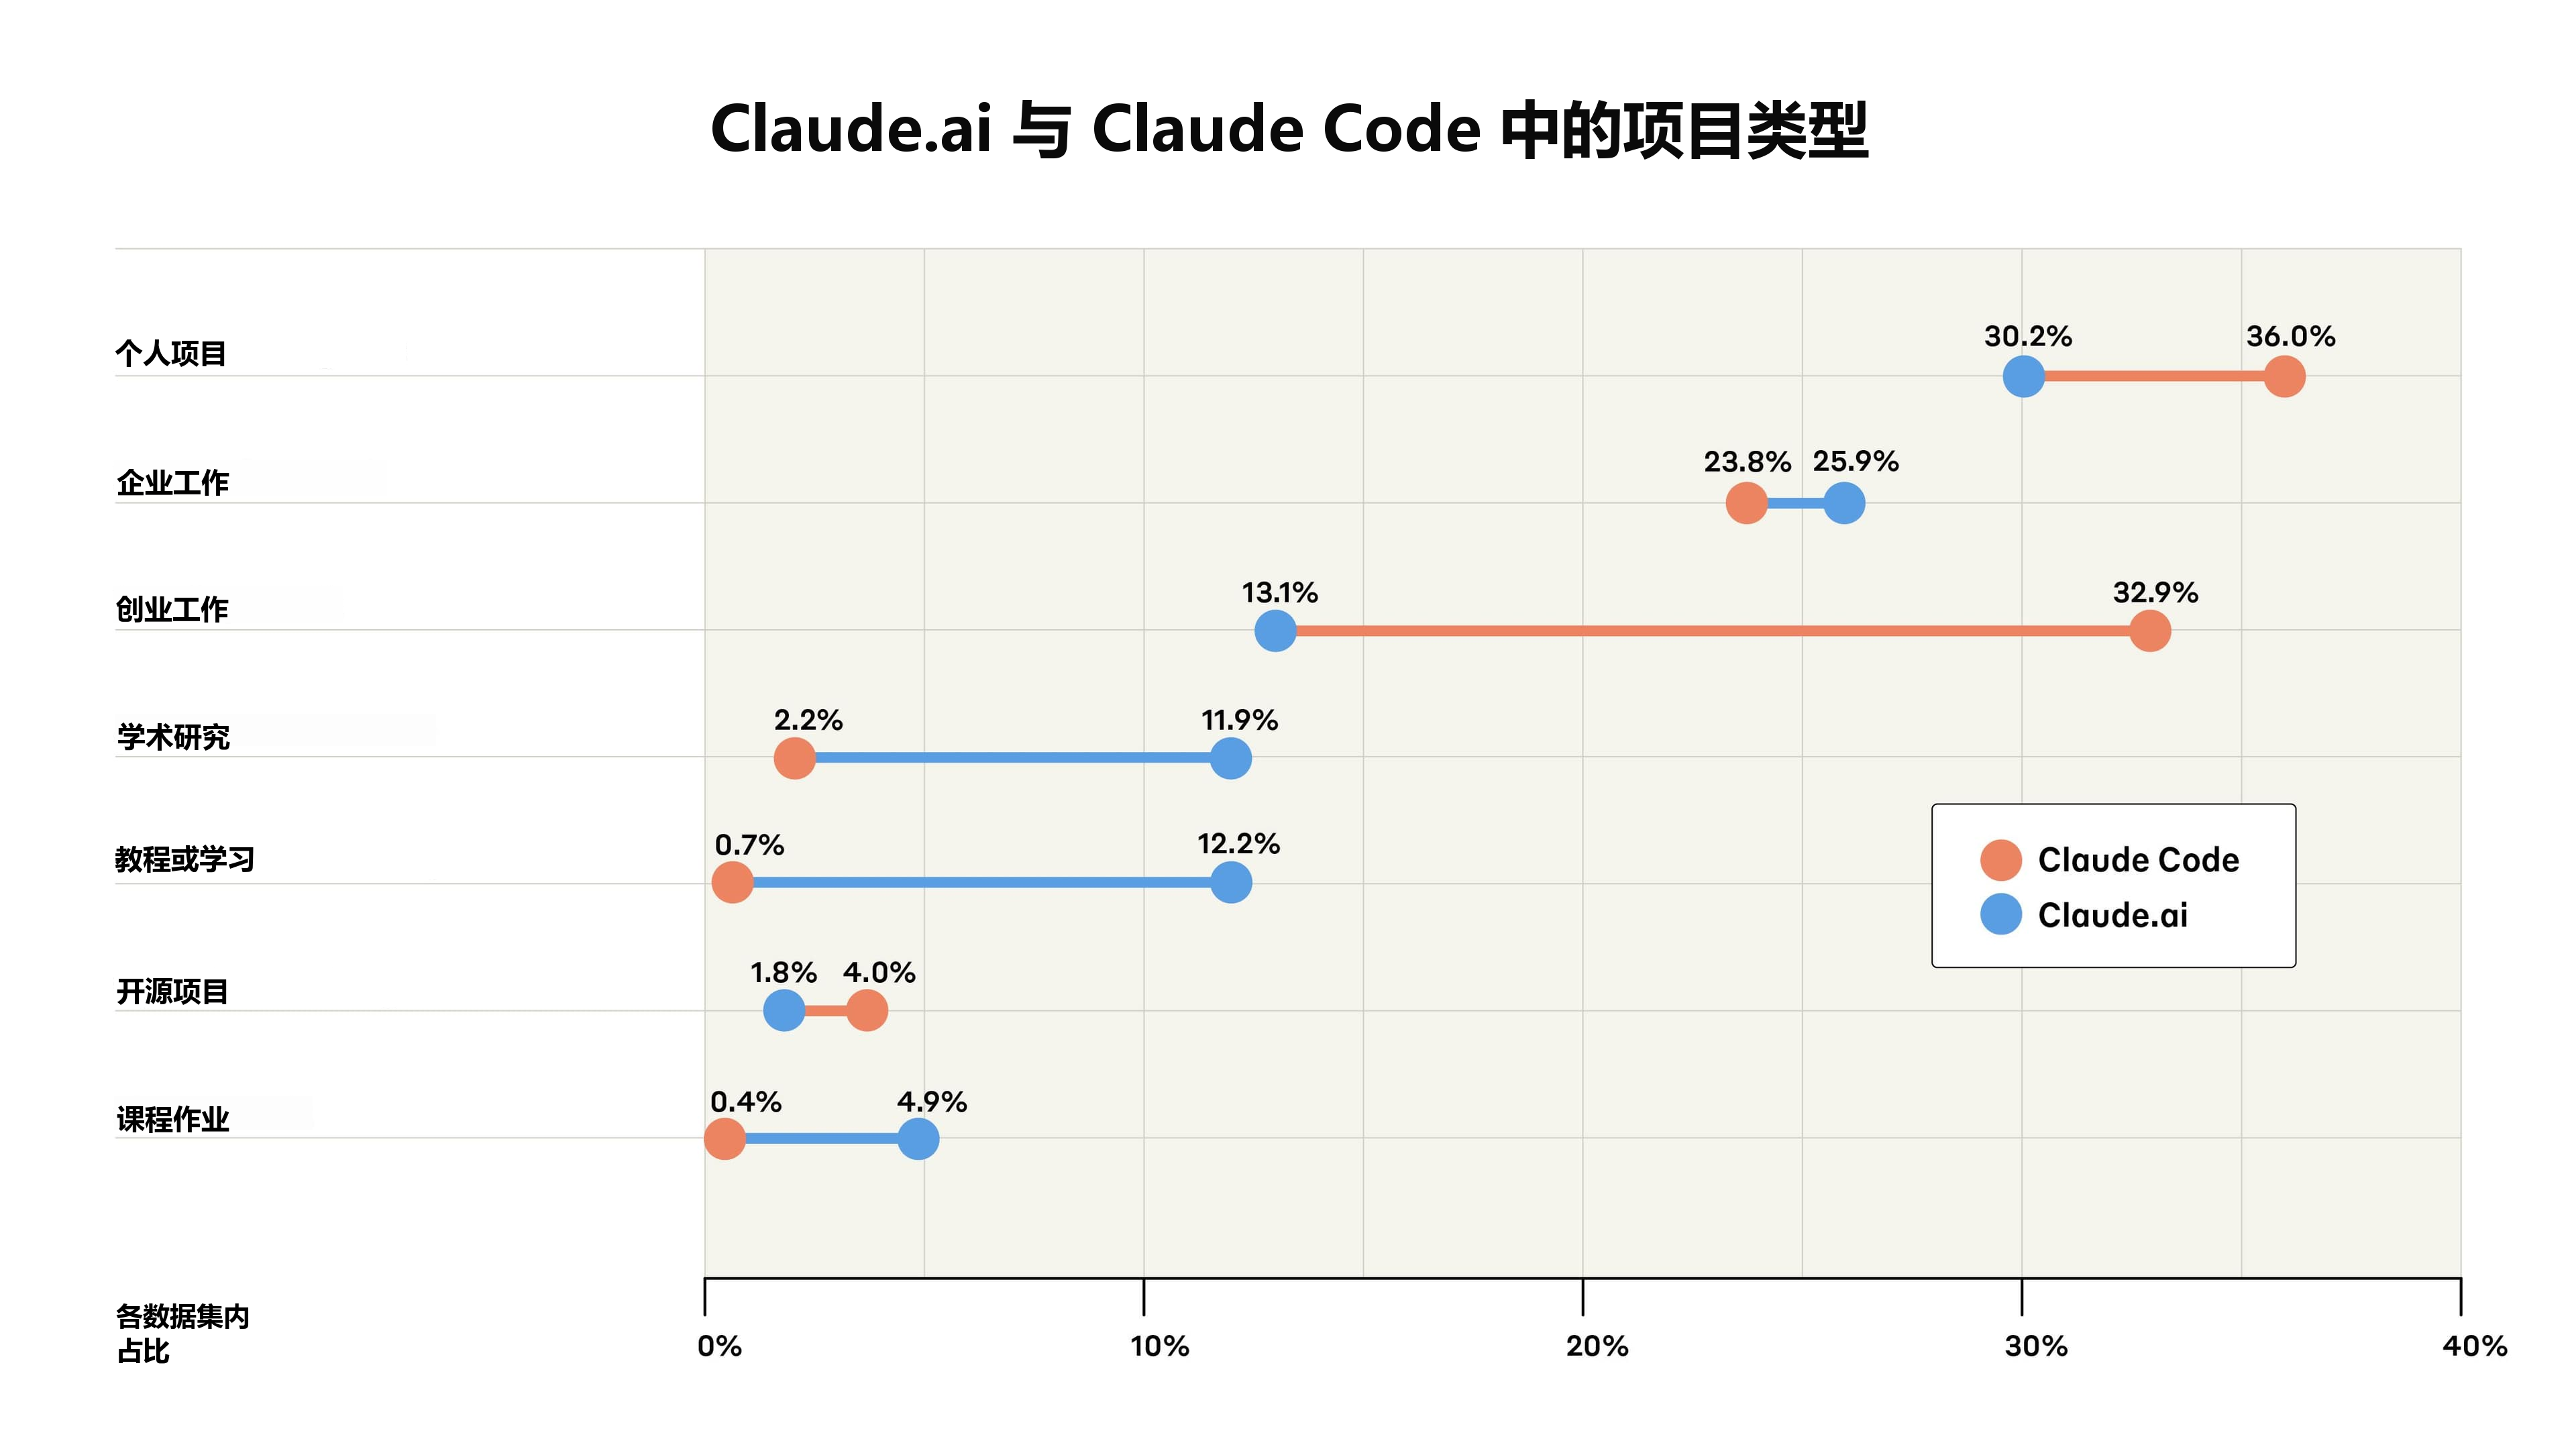 Claude.ai 与 Claude Code 中的项目类型
个人项目
30.2% 36.0%
企业工作
23.8% 25.9%
创业工作
13.1% 32.9%
学术研究
2.2% 11.9%
教程或学习
0.7% 12.2%
Claude Code
Claude.ai
开源项目
1.8% 4.0%
课程作业
0.4% 4.9%
各数据集内
占比
0% 10% 20% 30% 40%